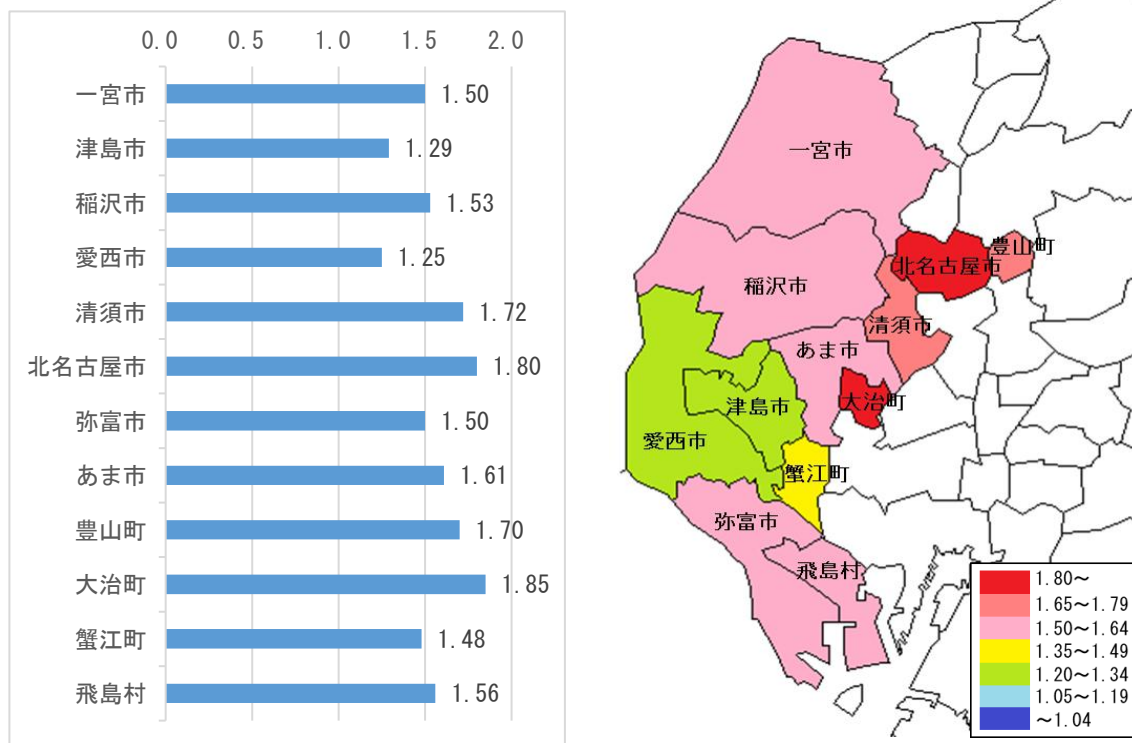 0.0 0.5 1.0 1.5 2.0
一宮市 1.50
津島市 1.29
稲沢市 1.53
愛西市 1.25
清須市 1.72
北名古屋市 1.80
弥富市 1.50
あま市 1.61
豊山町 1.70
大治町 1.85
蟹江町 1.48
飛島村 1.56
一宮市
豊山町
北名古屋市
稲沢市
清須市
あま市
大治町
津島市
愛西市
蟹江町
弥富市
飛島村
1.80～
1.65～1.79
1.50～1.64
1.35～1.49
1.20～1.34
1.05～1.19
～1.04